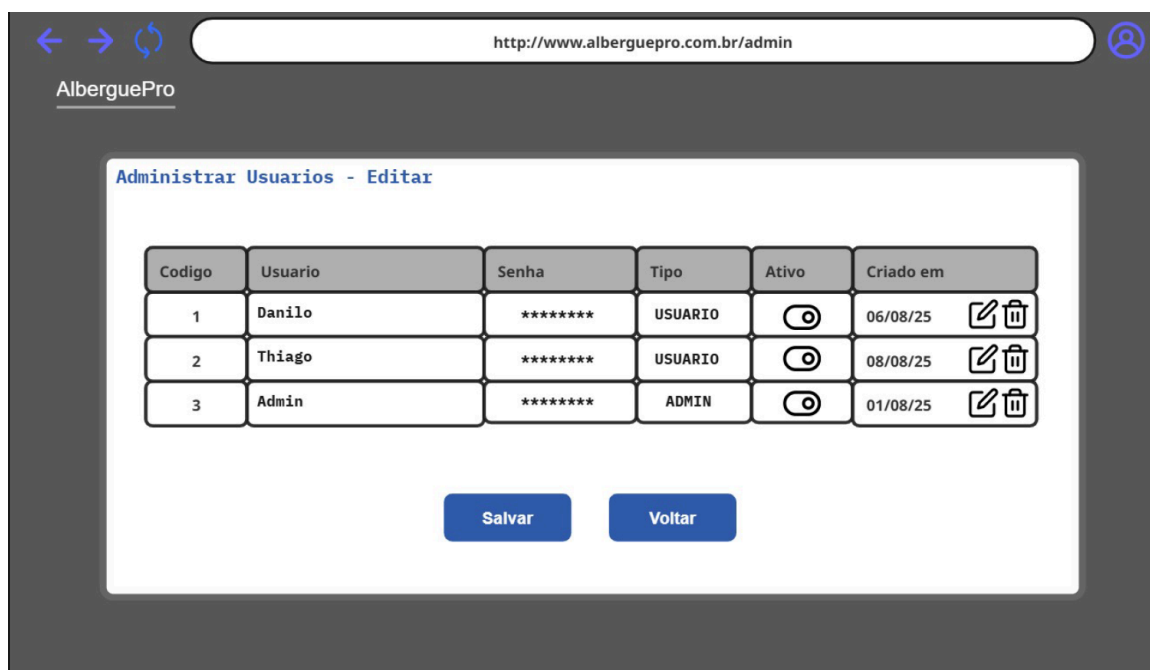 http://www.alberguepro.com.br/admin
AlberguePro
Administrar Usuarios - Editar
Codigo Usuario Senha Tipo Ativo Criado em
1 Danilo ******** USUARIO 06/08/25
2 Thiago ******** USUARIO 08/08/25
3 Admin ******** ADMIN 01/08/25
Salvar Voltar